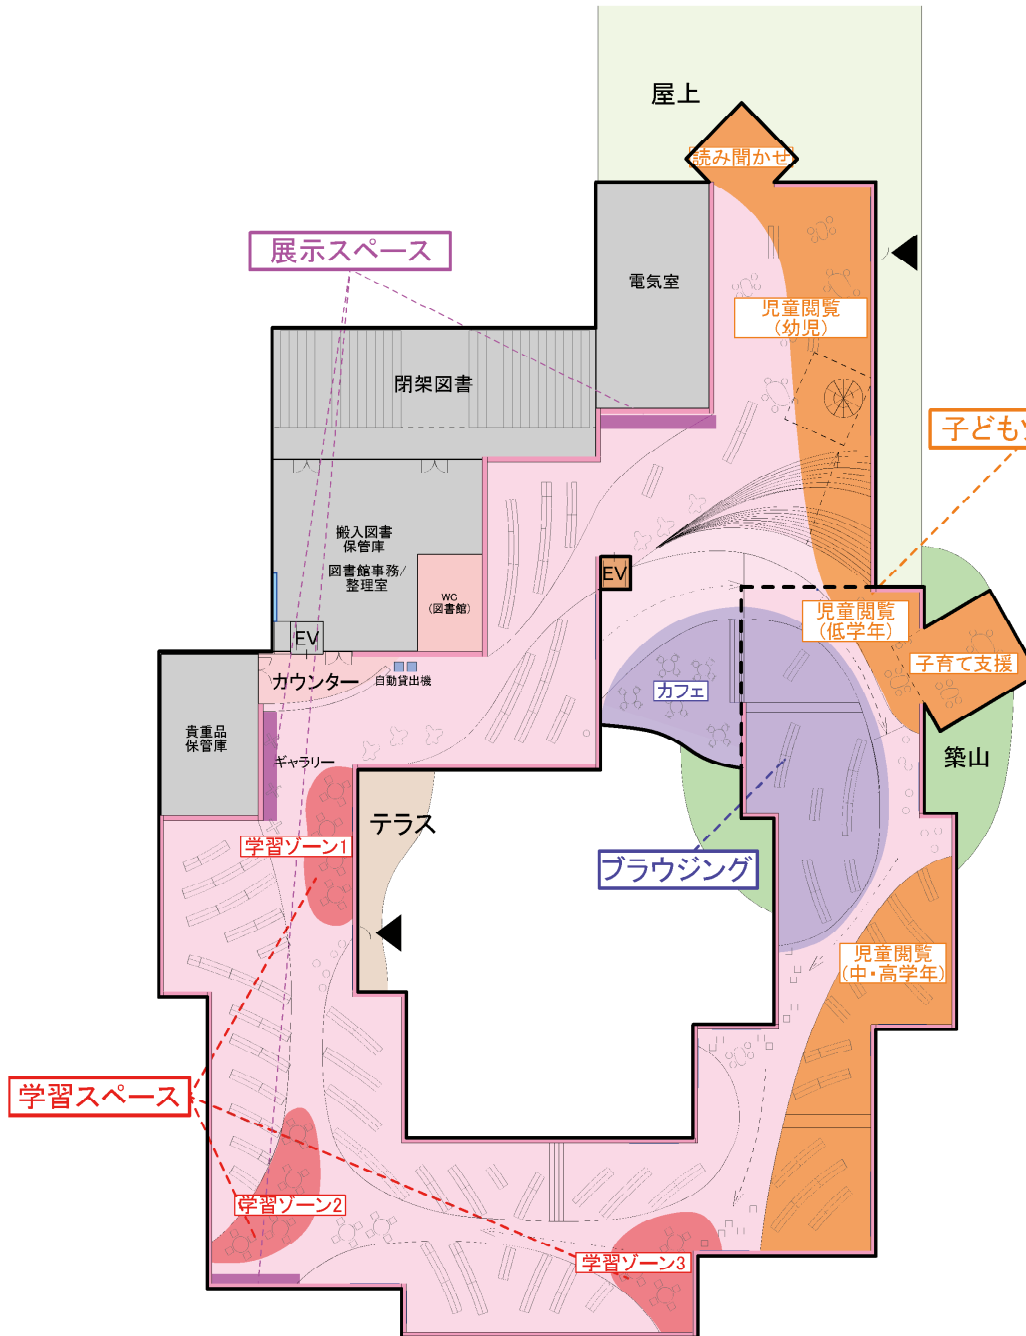 屋上
読み聞かせ
展示スペース
電気室
児童閲覧
(幼児)
閉架図書
子ども
搬入図書
保管庫
図書館事務/
整理室
WC
(図書館)
EV
EV
児童閲覧
(低学年)
子育て支援
カウンター
自動貸出機
カフェ
貴重品
保管庫
ギャラリー
築山
テラス
学習ゾーン1
ブラウジング
児童閲覧
(中・高学年)
学習スペース
学習ゾーン2
学習ゾーン3